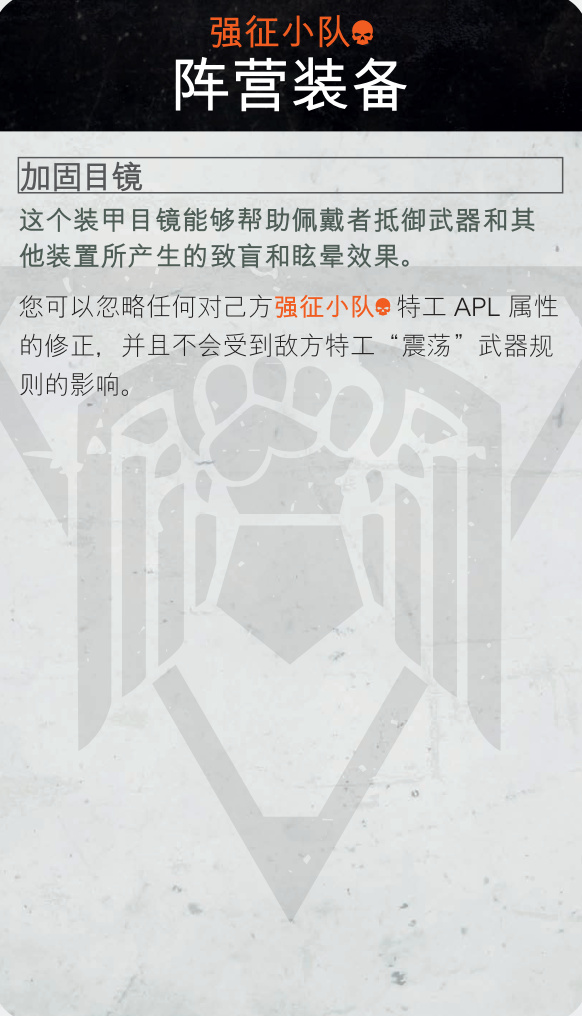 强征小队
阵营装备
加固目镜
这个装甲目镜能够帮助佩戴者抵御武器和其
他装置所产生的致盲和眩晕效果。
您可以忽略任何对己方强征小队特工 APL 属性
的修正，并且不会受到敌方特工“震荡”武器规
则的影响。